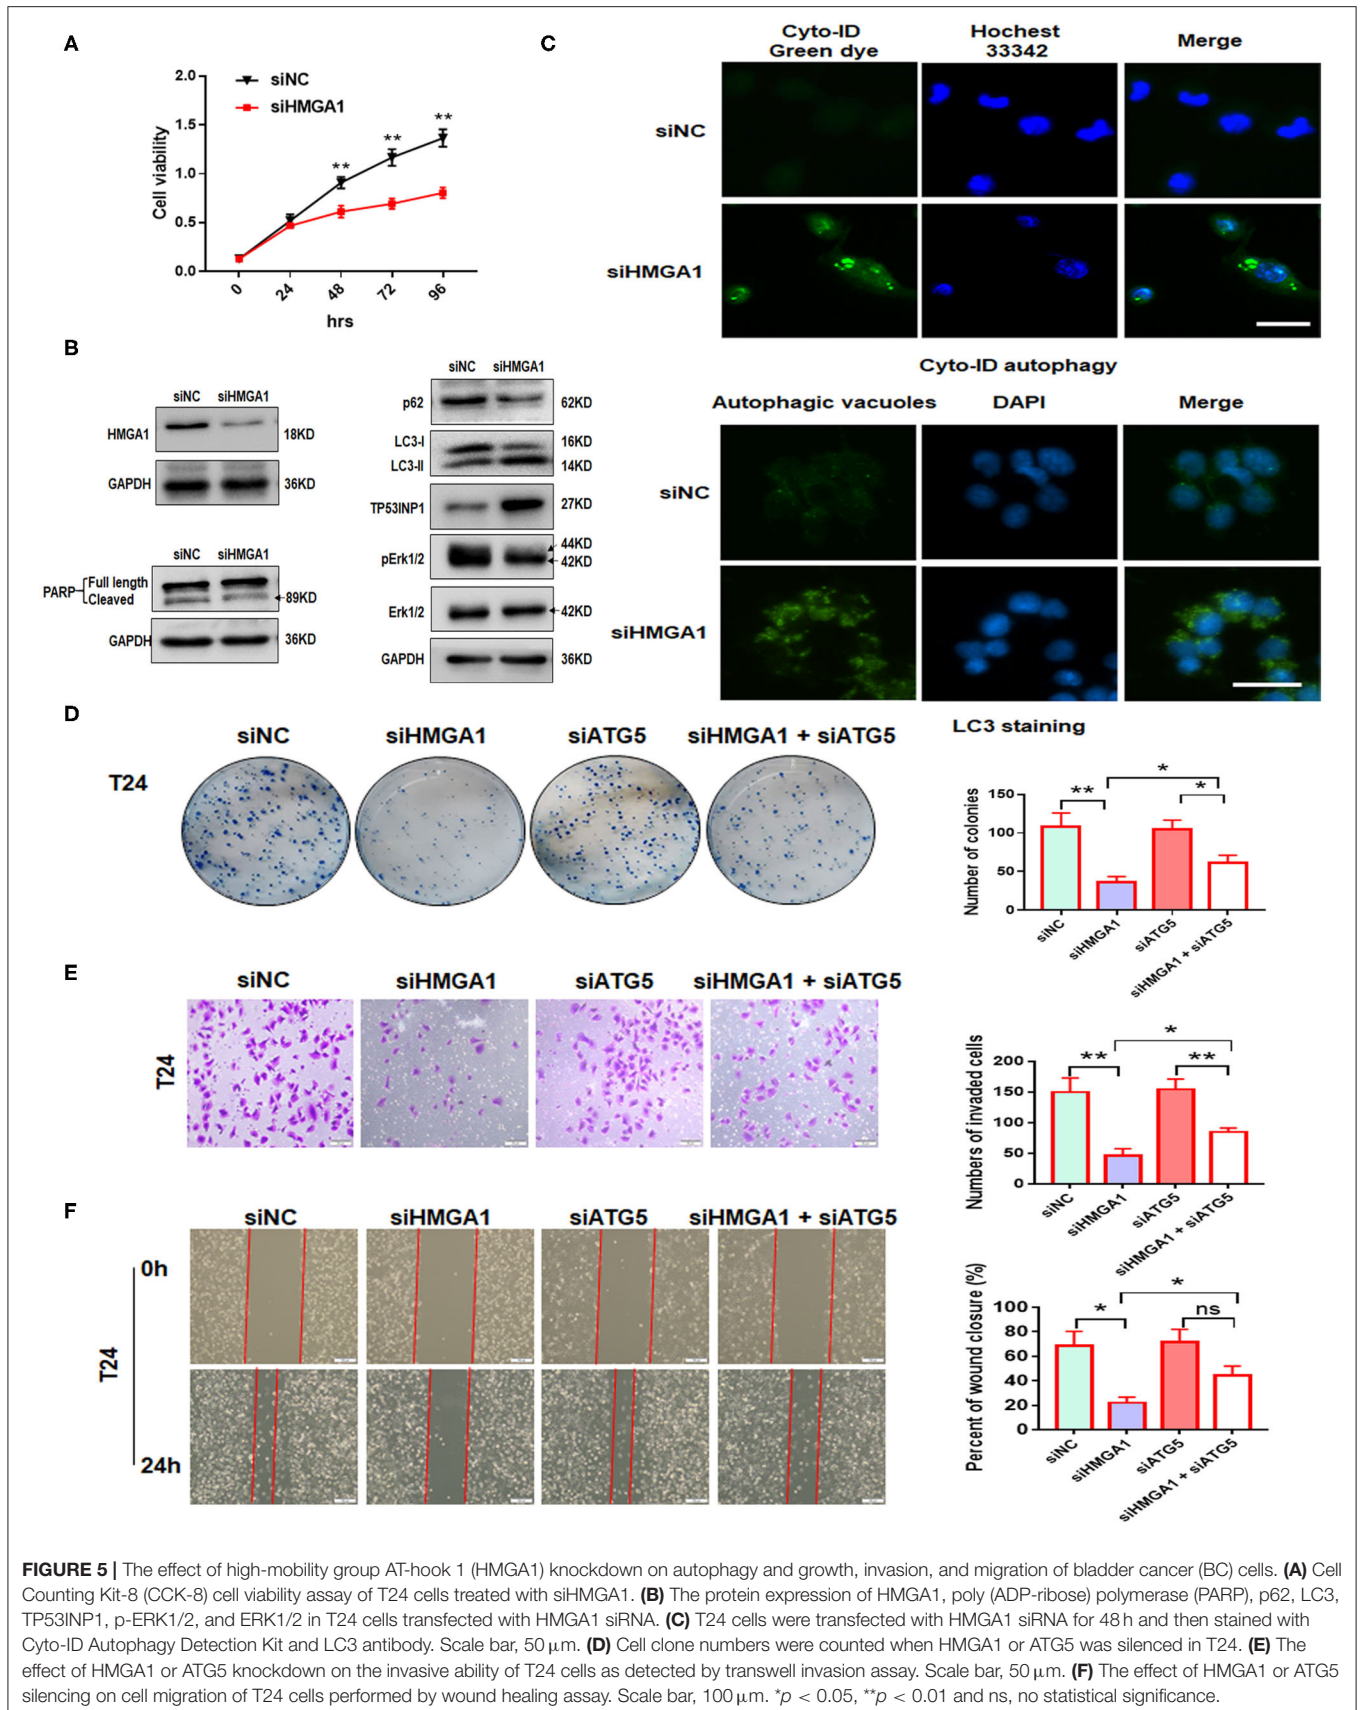 A
siNC
siHMGA1
2.0
1.5
1.0
0.5
0.0
Cell viability
**
**
**
0
24
48
72
96
hrs
B
siNC siHMGA1
HMGA1 18KD
GAPDH 36KD
siNC siHMGA1
PARP Full length
Cleaved 89KD
GAPDH 36KD
siNC siHMGA1
p62 62KD
LC3-I 16KD
LC3-II 14KD
TP53INP1 27KD
44KD
pErk1/2 42KD
Erk1/2 42KD
GAPDH 36KD
C
Cyto-ID
Green dye
Hochest
33342
Merge
siNC
siHMGA1
Cyto-ID autophagy
Autophagic vacuoles DAPI Merge
siNC
siHMGA1
LC3 staining
D
siNC siHMGA1 siATG5 siHMGA1 + siATG5
T24
Number of colonies
150
100
50
0
**
*
*
siNC
siHMGA1
siATG5
siHMGA1 + siATG5
E
siNC siHMGA1 siATG5 siHMGA1 + siATG5
T24
Numbers of invaded cells
200
150
100
50
0
**
*
**
siNC
siHMGA1
siATG5
siHMGA1 + siATG5
F
siNC siHMGA1 siATG5 siHMGA1 + siATG5
0h
T24
24h
Percent of wound closure (%)
100
80
60
40
20
0
*
*
ns
siNC
siHMGA1
siATG5
siHMGA1 + siATG5
FIGURE 5 | The effect of high-mobility group AT-hook 1 (HMGA1) knockdown on autophagy and growth, invasion, and migration of bladder cancer (BC) cells. (A) Cell
Counting Kit-8 (CCK-8) cell viability assay of T24 cells treated with siHMGA1. (B) The protein expression of HMGA1, poly (ADP-ribose) polymerase (PARP), p62, LC3,
TP53INP1, p-ERK1/2, and ERK1/2 in T24 cells transfected with HMGA1 siRNA. (C) T24 cells were transfected with HMGA1 siRNA for 48 h and then stained with
Cyto-ID Autophagy Detection Kit and LC3 antibody. Scale bar, 50 μm. (D) Cell clone numbers were counted when HMGA1 or ATG5 was silenced in T24. (E) The
effect of HMGA1 or ATG5 knockdown on the invasive ability of T24 cells as detected by transwell invasion assay. Scale bar, 50 μm. (F) The effect of HMGA1 or ATG5
silencing on cell migration of T24 cells performed by wound healing assay. Scale bar, 100 μm. *p < 0.05, **p < 0.01 and ns, no statistical significance.